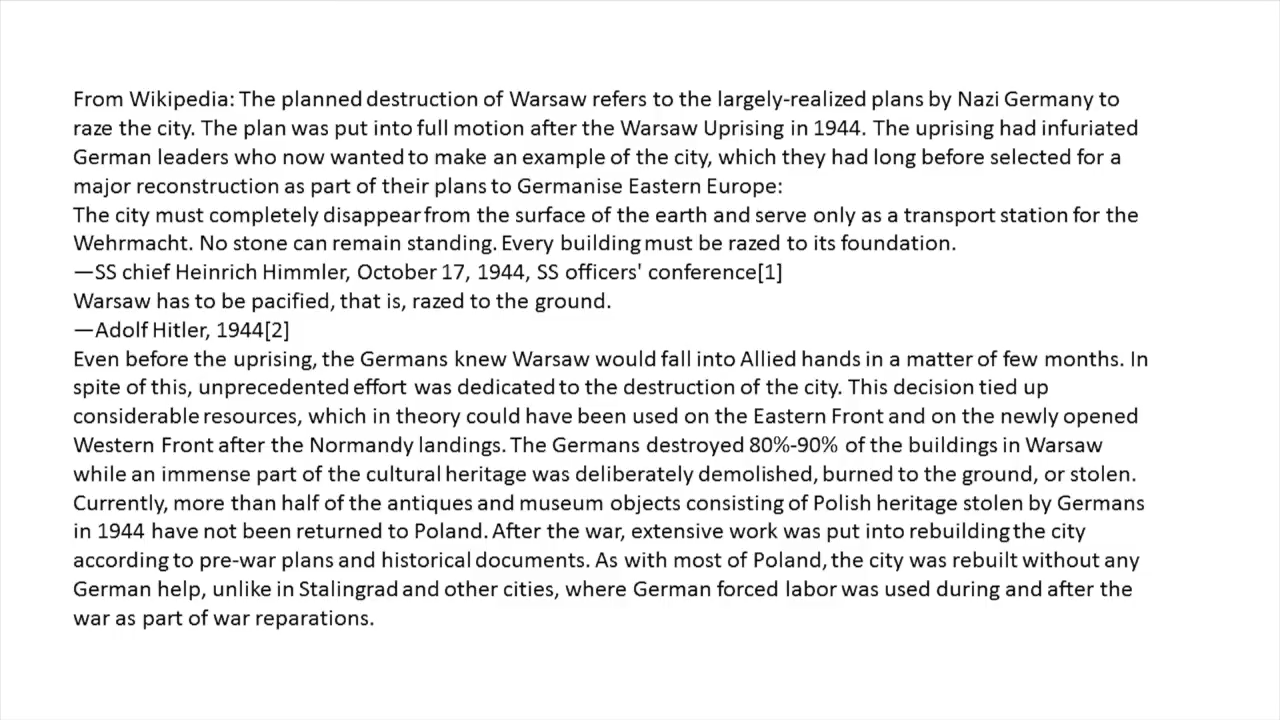 From Wikipedia: The planned destruction of Warsaw refers to the largely-realized plans by Nazi Germany to
raze the city. The plan was put into full motion after the Warsaw Uprising in 1944. The uprising had infuriated
German leaders who now wanted to make an example of the city, which they had long before selected for a
major reconstruction as part of their plans to Germanise Eastern Europe:
The city must completely disappear from the surface of the earth and serve only as a transport station for the
Wehrmacht. No stone can remain standing. Every building must be razed to its foundation.
—SS chief Heinrich Himmler, October 17, 1944, SS officers' conference[1]
Warsaw has to be pacified, that is, razed to the ground.
—Adolf Hitler, 1944[2]
Even before the uprising, the Germans knew Warsaw would fall into Allied hands in a matter of few months. In
spite of this, unprecedented effort was dedicated to the destruction of the city. This decision tied up
considerable resources, which in theory could have been used on the Eastern Front and on the newly opened
Western Front after the Normandy landings. The Germans destroyed 80%-90% of the buildings in Warsaw
while an immense part of the cultural heritage was deliberately demolished, burned to the ground, or stolen.
Currently, more than half of the antiques and museum objects consisting of Polish heritage stolen by Germans
in 1944 have not been returned to Poland. After the war, extensive work was put into rebuilding the city
according to pre-war plans and historical documents. As with most of Poland, the city was rebuilt without any
German help, unlike in Stalingrad and other cities, where German forced labor was used during and after the
war as part of war reparations.